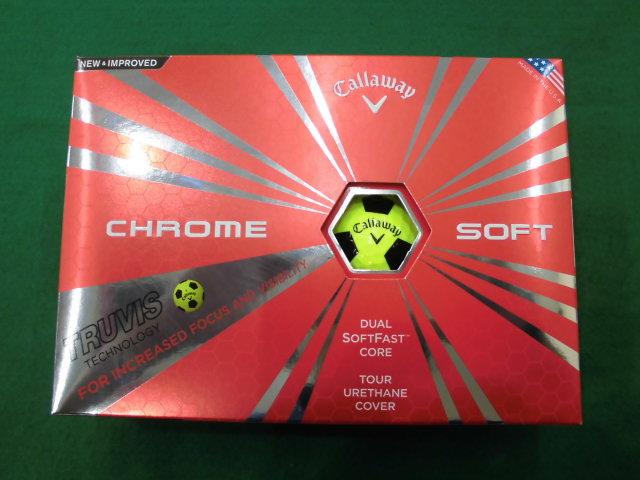 NEW & IMPROVED
MADE IN THE U.S.A.
Callaway
CHROME SOFT
Callaway
TRUVIS
TECHNOLOGY
FOR INCREASED FOCUS AND VISIBILITY
DUAL
SOFTFAST™
CORE
TOUR
URETHANE
COVER